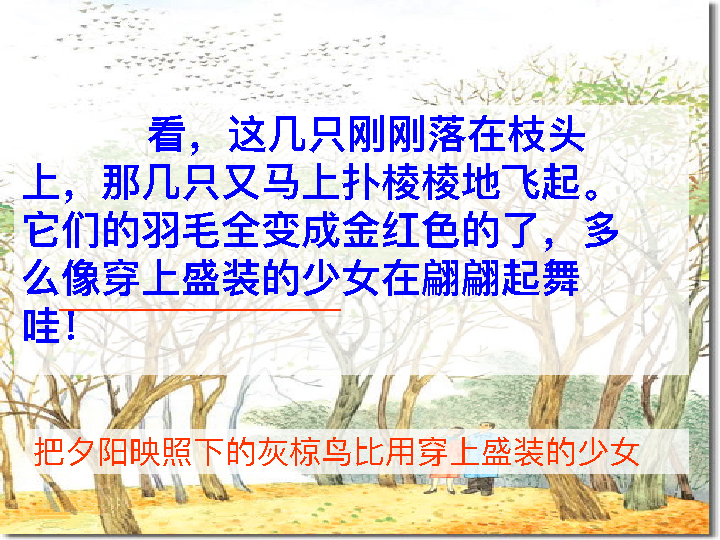 看，这几只刚刚落在枝头
上，那几只又马上扑棱棱地飞起。
它们的羽毛全变成金红色的了，多
么像穿上盛装的少女在翩翩起舞
哇！
把夕阳映照下的灰椋鸟比用穿上盛装的少女